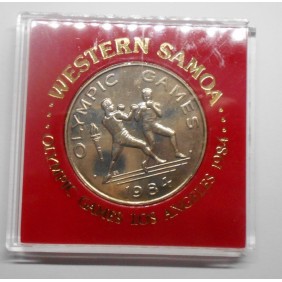 WESTERN SAMOA
OLYMPIC GAMES LOS ANGELES 1984
OLYMPIC GAMES
1984